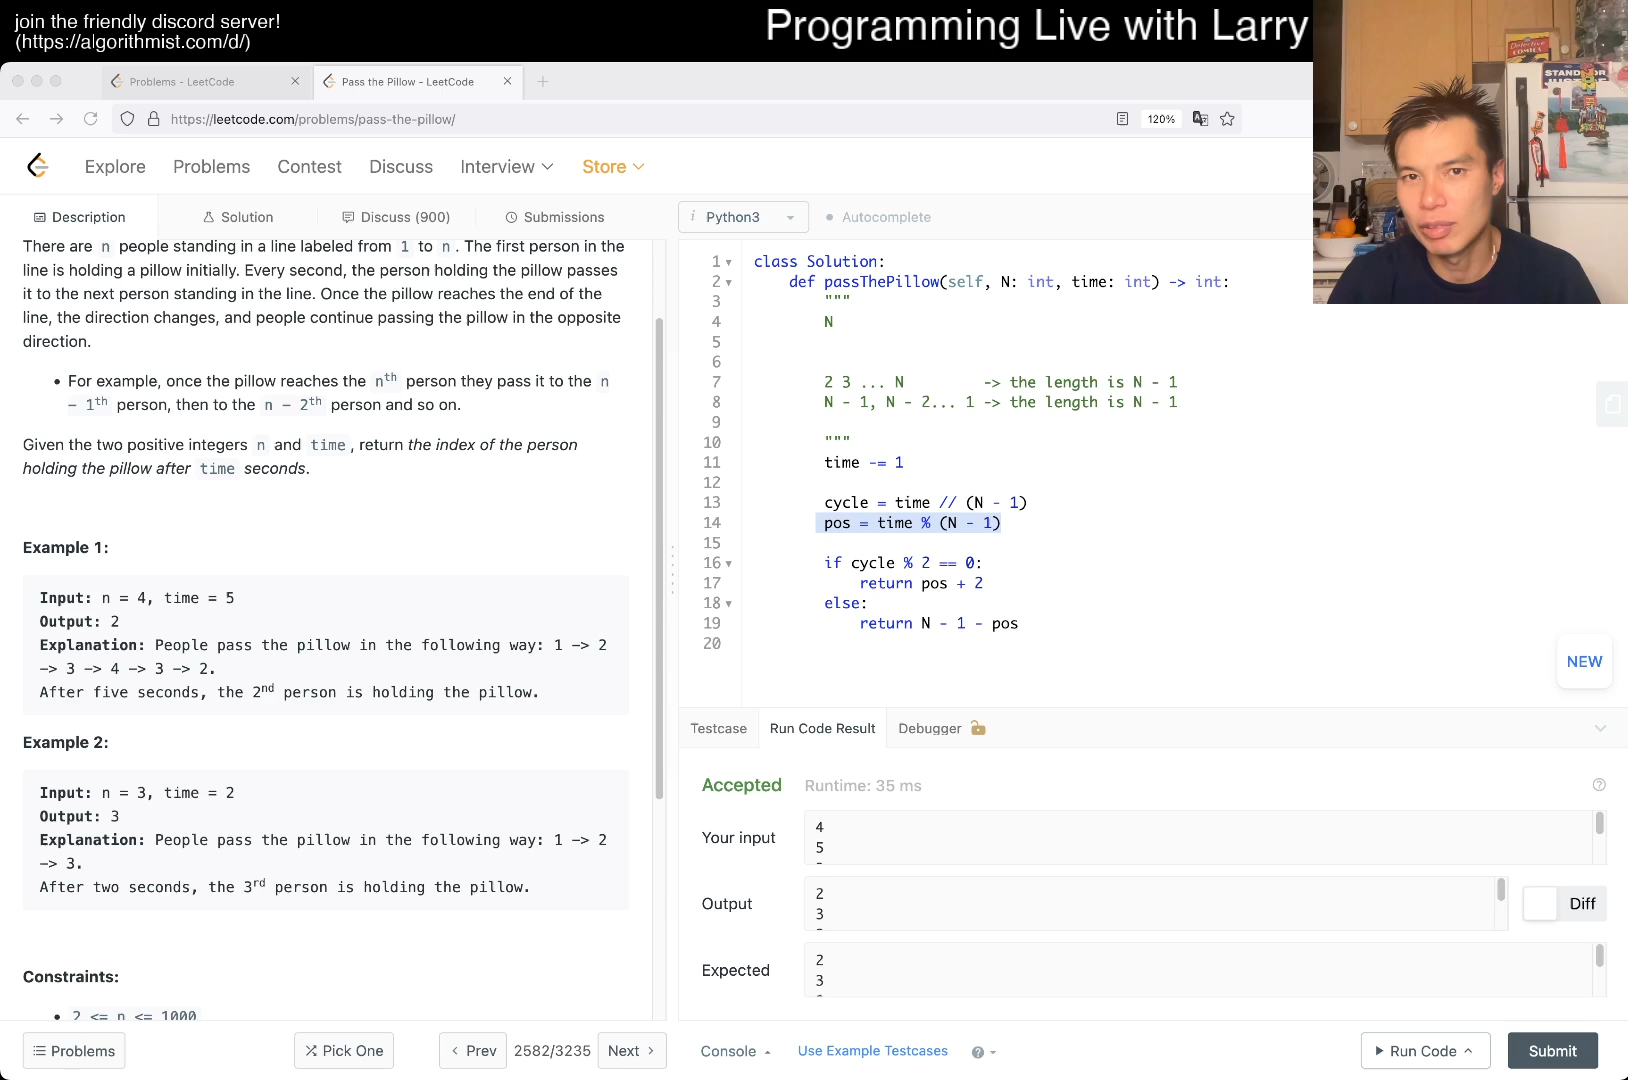 join the friendly discord server!
(https://algorithmist.com/d/)
Programming Live with Larry
Problems - LeetCode
Pass the Pillow - LeetCode
https://leetcode.com/problems/pass-the-pillow/
120%
Explore
Problems
Contest
Discuss
Interview
Store
Description
Solution
Discuss (900)
Submissions
There are n people standing in a line labeled from 1 to n. The first person in the
line is holding a pillow initially. Every second, the person holding the pillow passes
it to the next person standing in the line. Once the pillow reaches the end of the
line, the direction changes, and people continue passing the pillow in the opposite
direction.
• For example, once the pillow reaches the nth person they pass it to the n
- 1th person, then to the n - 2th person and so on.
Given the two positive integers n and time, return the index of the person
holding the pillow after time seconds.
Example 1:
Input: n = 4, time = 5
Output: 2
Explanation: People pass the pillow in the following way: 1 -> 2
-> 3 -> 4 -> 3 -> 2.
After five seconds, the 2nd person is holding the pillow.
Example 2:
Input: n = 3, time = 2
Output: 3
Explanation: People pass the pillow in the following way: 1 -> 2
-> 3.
After two seconds, the 3rd person is holding the pillow.
Constraints:
• 2 <= n <= 1000
Problems
Pick One
Prev
2582/3235
Next
i Python3
Autocomplete
1 class Solution:
2 def passThePillow(self, N: int, time: int) -> int:
3 """
4 N
5
6
7 2 3 ... N -> the length is N - 1
8 N - 1, N - 2... 1 -> the length is N - 1
9
10 """
11 time -= 1
12
13 cycle = time // (N - 1)
14 pos = time % (N - 1)
15
16 if cycle % 2 == 0:
17 return pos + 2
18 else:
19 return N - 1 - pos
20
NEW
Testcase
Run Code Result
Debugger
Accepted
Runtime: 35 ms
Your input
4
5
Output
2
3
Diff
Expected
2
3
Console
Use Example Testcases
Run Code
Submit